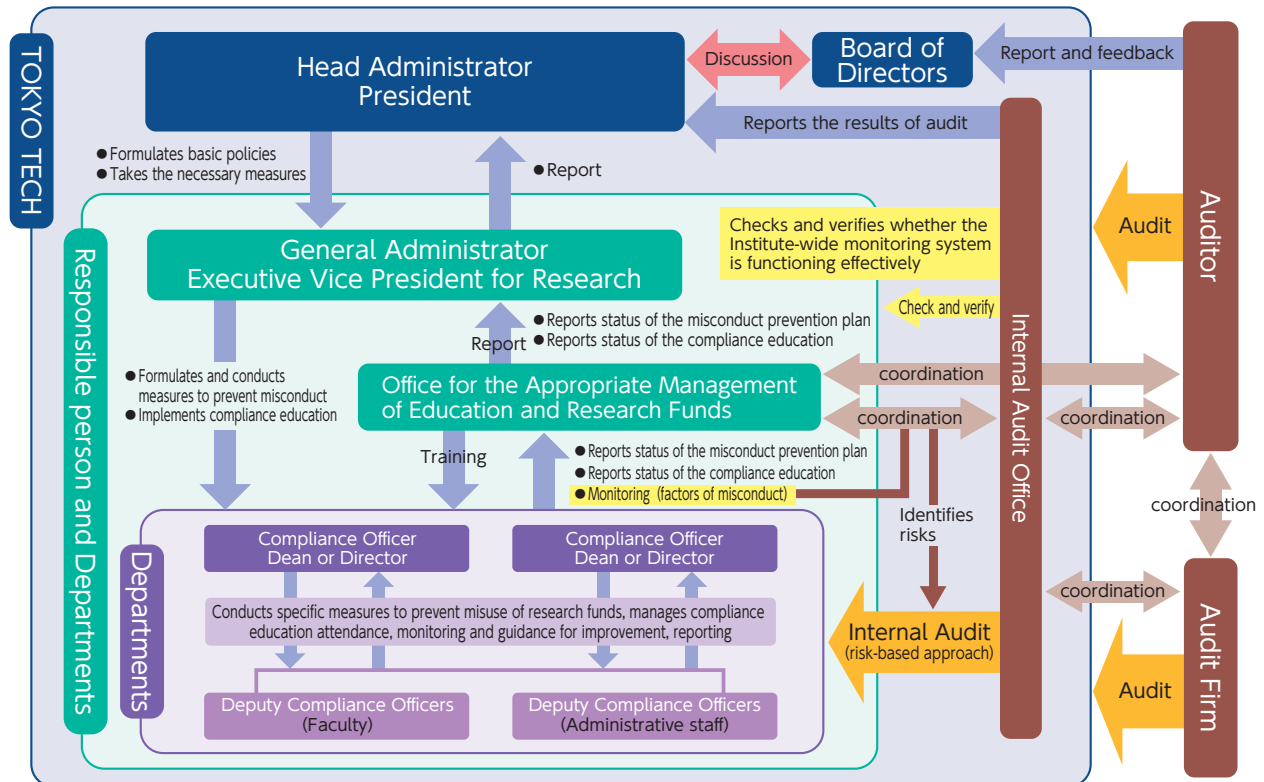 TOKYO TECH
Head Administrator
President
Discussion
Board of
Directors
Report and feedback
Reports the results of audit
● Formulates basic policies
● Takes the necessary measures
● Report
Responsible person and Departments
General Administrator
Executive Vice President for Research
Checks and verifies whether the
Institute-wide monitoring system
is functioning effectively
Check and verify
Audit
Auditor
Internal Audit Office
Report
● Reports status of the misconduct prevention plan
● Reports status of the compliance education
● Formulates and conducts
measures to prevent misconduct
● Implements compliance education
Office for the Appropriate Management
of Education and Research Funds
coordination
coordination
coordination
Training
● Reports status of the misconduct prevention plan
● Reports status of the compliance education
● Monitoring (factors of misconduct)
Identifies
risks
coordination
Departments
Compliance Officer
Dean or Director
Compliance Officer
Dean or Director
Conducts specific measures to prevent misuse of research funds, manages compliance
education attendance, monitoring and guidance for improvement, reporting
Internal Audit
(risk-based approach)
coordination
Audit
Audit Firm
Deputy Compliance Officers
(Faculty)
Deputy Compliance Officers
(Administrative staff)